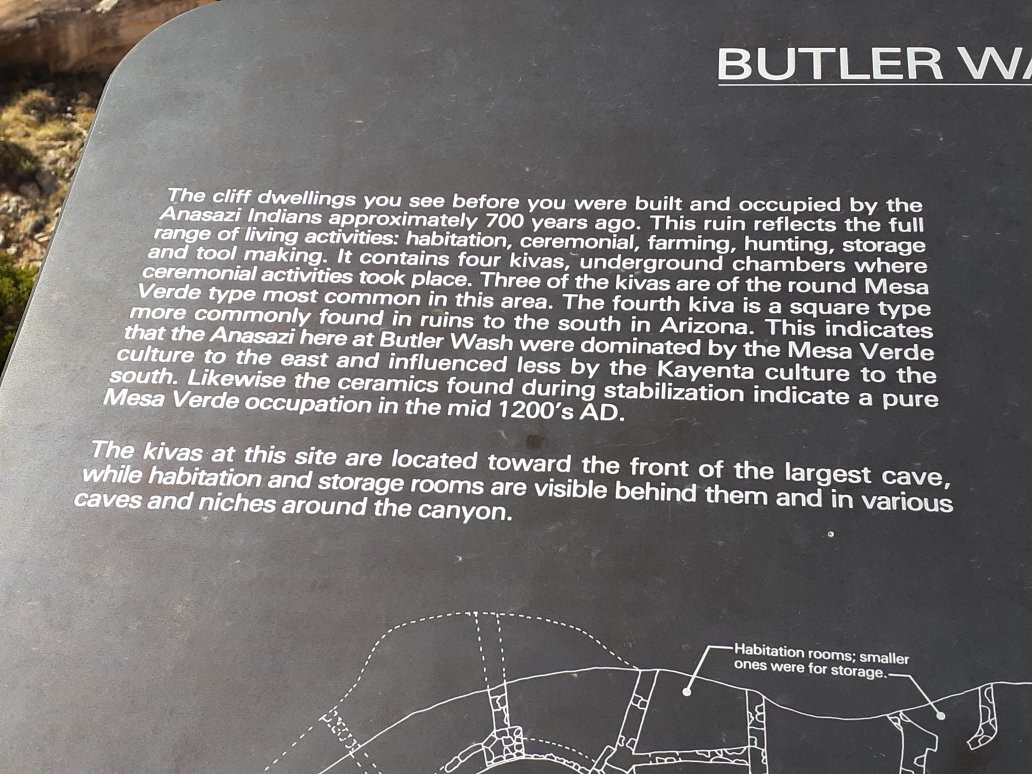 BUTLER
The cliff dwellings you see before you were built and occupied by the
Anasazi Indians approximately 700 years ago. This ruin reflects the full
range of living activities: habitation, ceremonial, farming, hunting, storage
and tool making. It contains four kivas, underground chambers where
ceremonial activities took place. Three of the kivas are of the round Mesa
Verde type most common in this area. The fourth kiva is a square type
more commonly found in ruins to the south in Arizona. This indicates
that the Anasazi here at Butler Wash were dominated by the Mesa Verde
culture to the east and influenced less by the Kayenta culture to the
south. Likewise the ceramics found during stabilization indicate a pure
Mesa Verde occupation in the mid 1200's AD.
The kivas at this site are located toward the front of the largest cave,
while habitation and storage rooms are visible behind them and in various
caves and niches around the canyon.
Habitation rooms; smaller
ones were for storage.